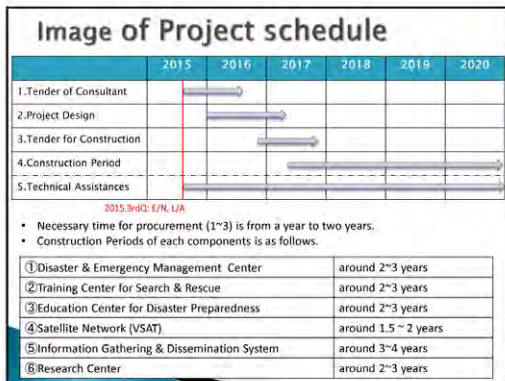 Image of Project schedule
2015 2016 2017 2018 2019 2020
1.Tender of Consultant
2.Project Design
3.Tender for Construction
4.Construction Period
5.Technical Assistances
2015.3rdQ: E/N, L/A
• Necessary time for procurement (1~3) is from a year to two years.
• Construction Periods of each components is as follows.
①Disaster & Emergency Management Center around 2~3 years
②Training Center for Search & Rescue around 2~3 years
③Education Center for Disaster Preparedness around 2~3 years
④Satellite Network (VSAT) around 1.5 ~ 2 years
⑤Information Gathering & Dissemination System around 3~4 years
⑥Research Center around 2~3 years